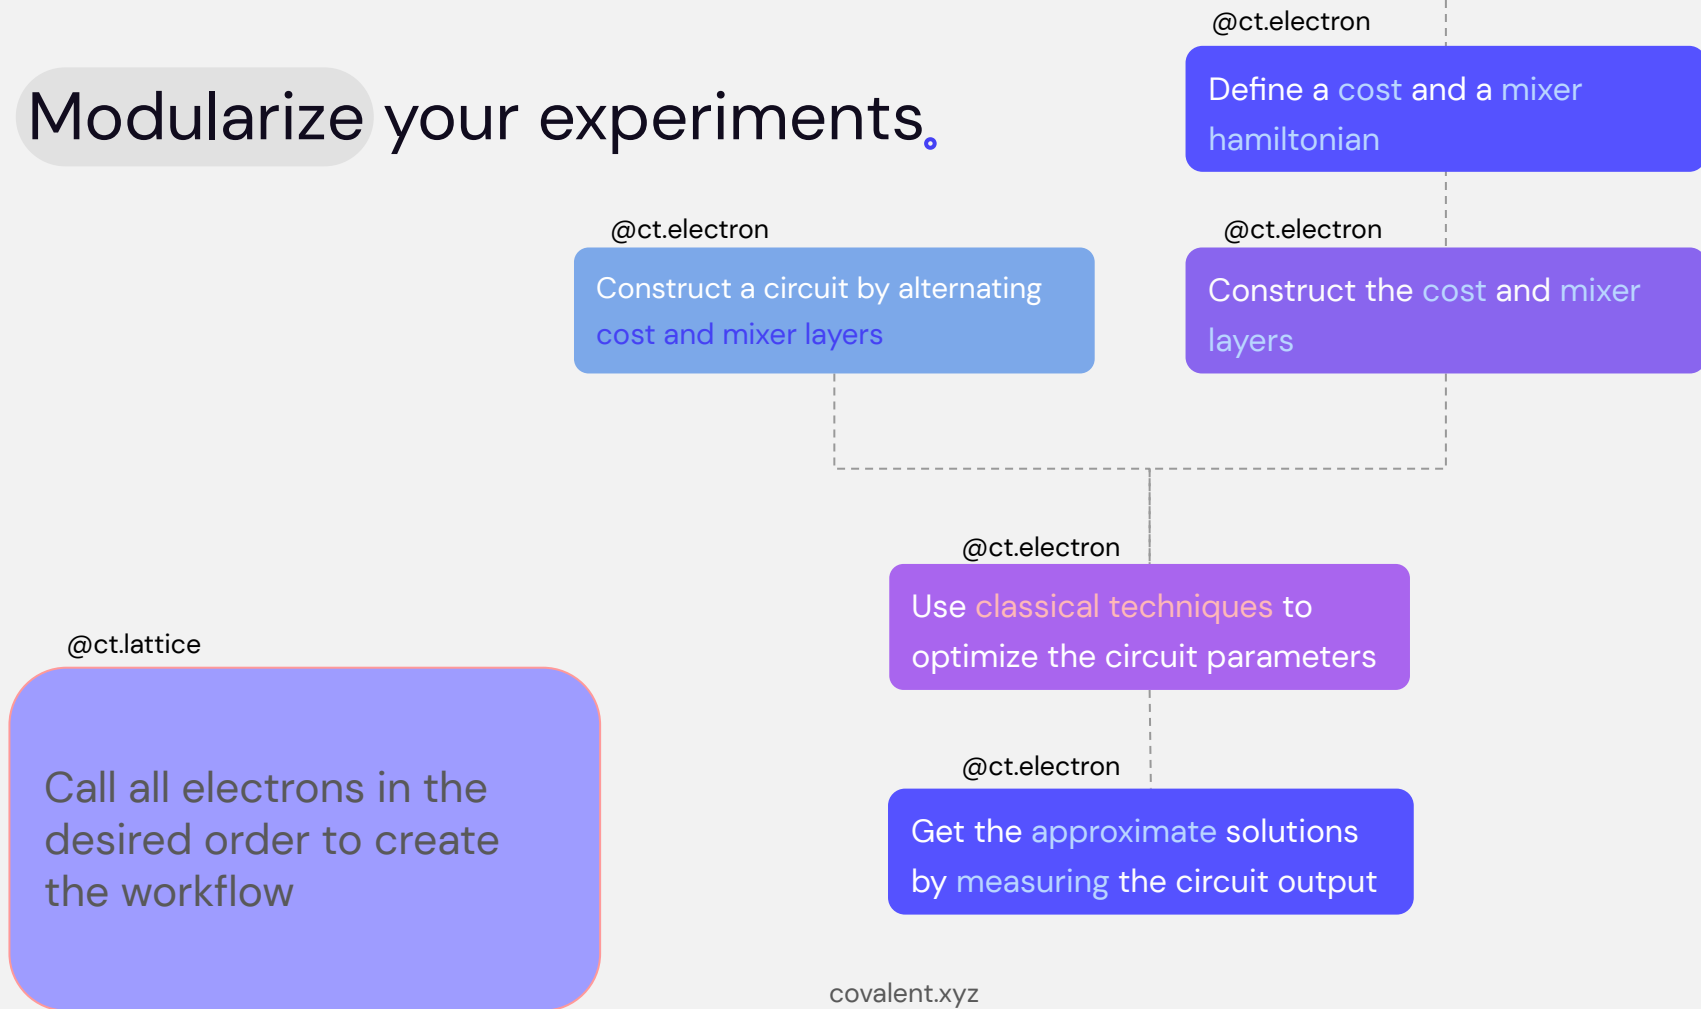 Modularize your experiments.
@ct.electron
Define a cost and a mixer
hamiltonian
@ct.electron
Construct a circuit by alternating
cost and mixer layers
@ct.electron
Construct the cost and mixer
layers
@ct.electron
Use classical techniques to
optimize the circuit parameters
@ct.lattice
Call all electrons in the
desired order to create
the workflow
@ct.electron
Get the approximate solutions
by measuring the circuit output
covalent.xyz